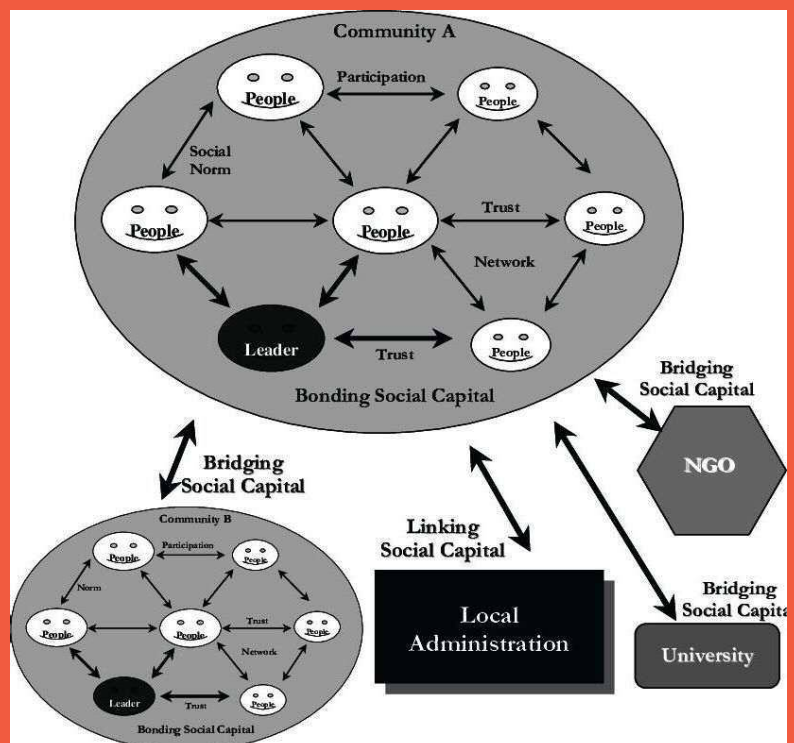 Community A
People
Participation
People
Social
Norm
People
People
Trust
People
Network
Leader
Trust
People
Bonding Social Capital
Bridging
Social Capital
NGO
Bridging
Social Capital
Linking
Social Capital
Local
Administration
Bridging
Social Capital
University
Community B
People
Participation
People
Norm
People
People
Trust
People
Network
Leader
Trust
People
Bonding Social Capital